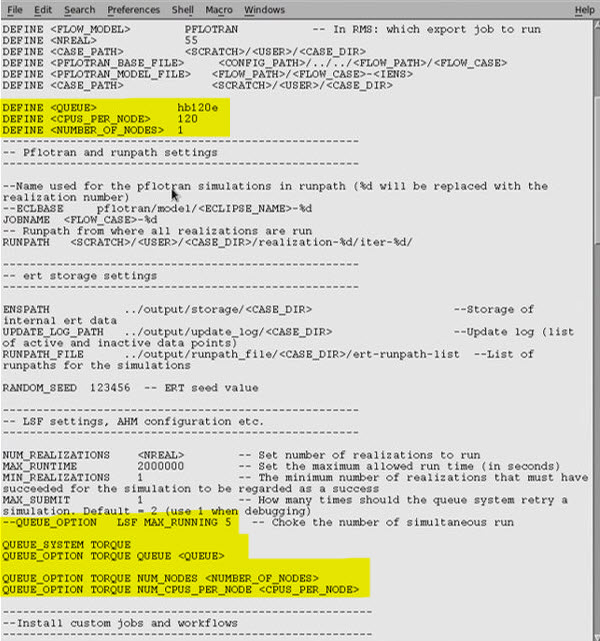 File Edit Search Preferences Shell Macro Windows Help
DEFINE <FLOW_MODEL> PFLOTRAN -- In RMS: which export job to run
DEFINE <NREAL> 55
DEFINE <CASE_PATH> <SCRATCH>/<USER>/<CASE_DIR>
DEFINE <PFLOTRAN_BASE_FILE> <CONFIG_PATH>/../../<FLOW_PATH>/<FLOW_CASE>
DEFINE <PFLOTRAN_MODEL_FILE> <FLOW_PATH>/<FLOW_CASE>-<IENS>
DEFINE <CASE_PATH> <SCRATCH>/<USER>/<CASE_DIR>
DEFINE <QUEUE> hb120e
DEFINE <CPUS_PER_NODE> 120
DEFINE <NUMBER_OF_NODES> 1
---------------------------------------------------
-- Pflotran and runpath settings
---------------------------------------------------
--Name used for the pflotran simulations in runpath (%d will be replaced with the
realization number)
--ECLBASE pflotran/model/<ECLIPSE_NAME>-%d
JOBNAME <FLOW_CASE>-%d
-- Runpath from where all realizations are run
RUNPATH <SCRATCH>/<USER>/<CASE_DIR>/realization-%d/iter-%d/
---------------------------------------------------
-- ert storage settings
---------------------------------------------------
ENSPATH ../output/storage/<CASE_DIR> --Storage of
internal ert data
UPDATE_LOG_PATH ../output/update_log/<CASE_DIR> --Update log (list
of active and inactive data points)
RUNPATH_FILE ../output/runpath_file/<CASE_DIR>/ert-runpath-list --List of
runpaths for the simulations
RANDOM_SEED 123456 -- ERT seed value
---------------------------------------------------
-- LSF settings, AHM configuration etc.
---------------------------------------------------
NUM_REALIZATIONS <NREAL> -- Set number of realizations to run
MAX_RUNTIME 2000000 -- Set the maximum allowed run time (in seconds)
MIN_REALIZATIONS 1 -- The minimum number of realizations that must have
succeeded for the simulation to be regarded as a success
MAX_SUBMIT 1 -- How many times should the queue system retry a
simulation. Default = 2 (use 1 when debugging)
--QUEUE_OPTION LSF MAX_RUNNING 5 -- Choke the number of simultaneous run
QUEUE_SYSTEM TORQUE
QUEUE_OPTION TORQUE QUEUE <QUEUE>
QUEUE_OPTION TORQUE NUM_NODES <NUMBER_OF_NODES>
QUEUE_OPTION TORQUE NUM_CPUS_PER_NODE <CPUS_PER_NODE>
-----------------------------------------------------
--Install custom jobs and workflows
-----------------------------------------------------